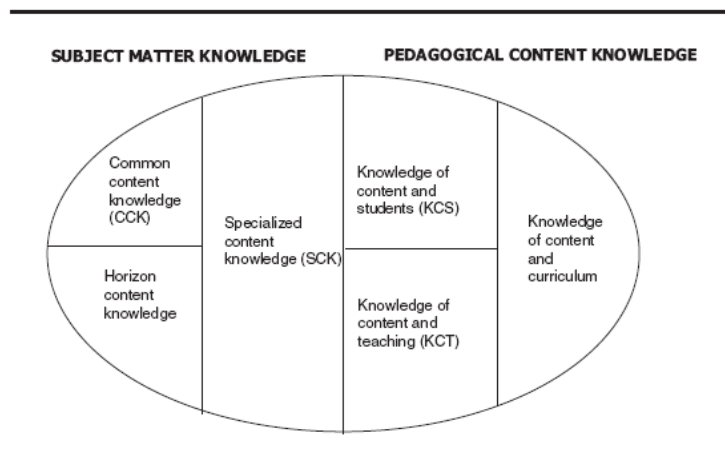 SUBJECT MATTER KNOWLEDGE
PEDAGOGICAL CONTENT KNOWLEDGE
Common
content
knowledge
(CCK)
Horizon
content
knowledge
Specialized
content
knowledge (SCK)
Knowledge of
content and
students (KCS)
Knowledge of
content and
teaching (KCT)
Knowledge
of content
and
curriculum